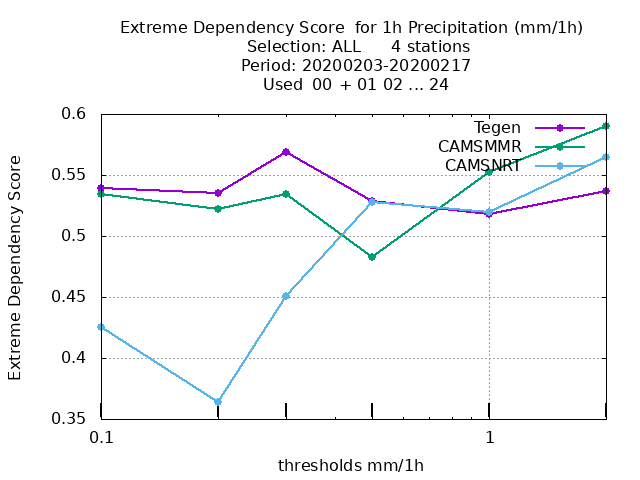 Extreme Dependency Score  for 1h Precipitation (mm/1h)
Selection: ALL      4 stations
Period: 20200203-20200217
Used  00 + 01 02 ... 24
0.6
0.55
0.5
0.45
0.4
0.35
0.1
1
Extreme Dependency Score
thresholds mm/1h
Tegen
CAMSMMR
CAMSNRT